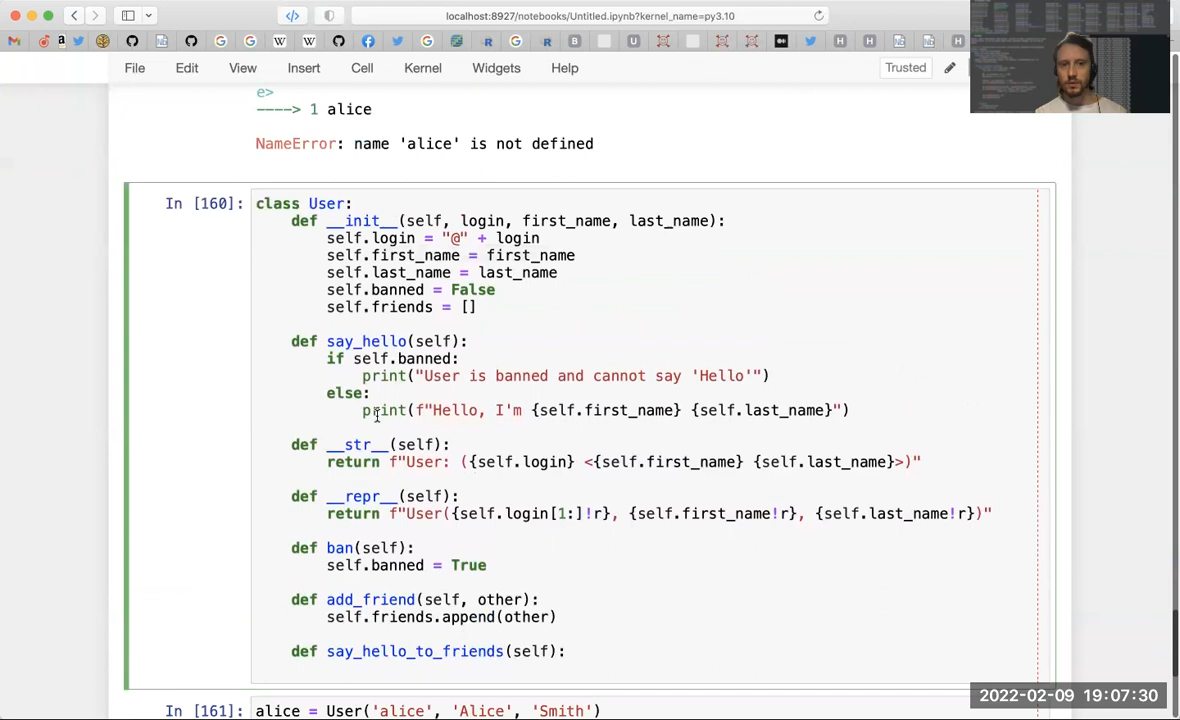 localhost:8927/notebooks/Untitled.ipynb?kernel_name=py3.10
File Edit View Insert Cell Kernel Widgets Help Trusted
e>
----> 1 alice
NameError: name 'alice' is not defined
In [160]: class User:
def __init__(self, login, first_name, last_name):
self.login = "@" + login
self.first_name = first_name
self.last_name = last_name
self.banned = False
self.friends = []
def say_hello(self):
if self.banned:
print("User is banned and cannot say 'Hello'")
else:
print(f"Hello, I'm {self.first_name} {self.last_name}")
def __str__(self):
return f"User: ({self.login} <{self.first_name} {self.last_name}>)"
def __repr__(self):
return f"User({self.login[1:]!r}, {self.first_name!r}, {self.last_name!r})"
def ban(self):
self.banned = True
def add_friend(self, other):
self.friends.append(other)
def say_hello_to_friends(self):
In [161]: alice = User('alice', 'Alice', 'Smith')
2022-02-09 19:07:30